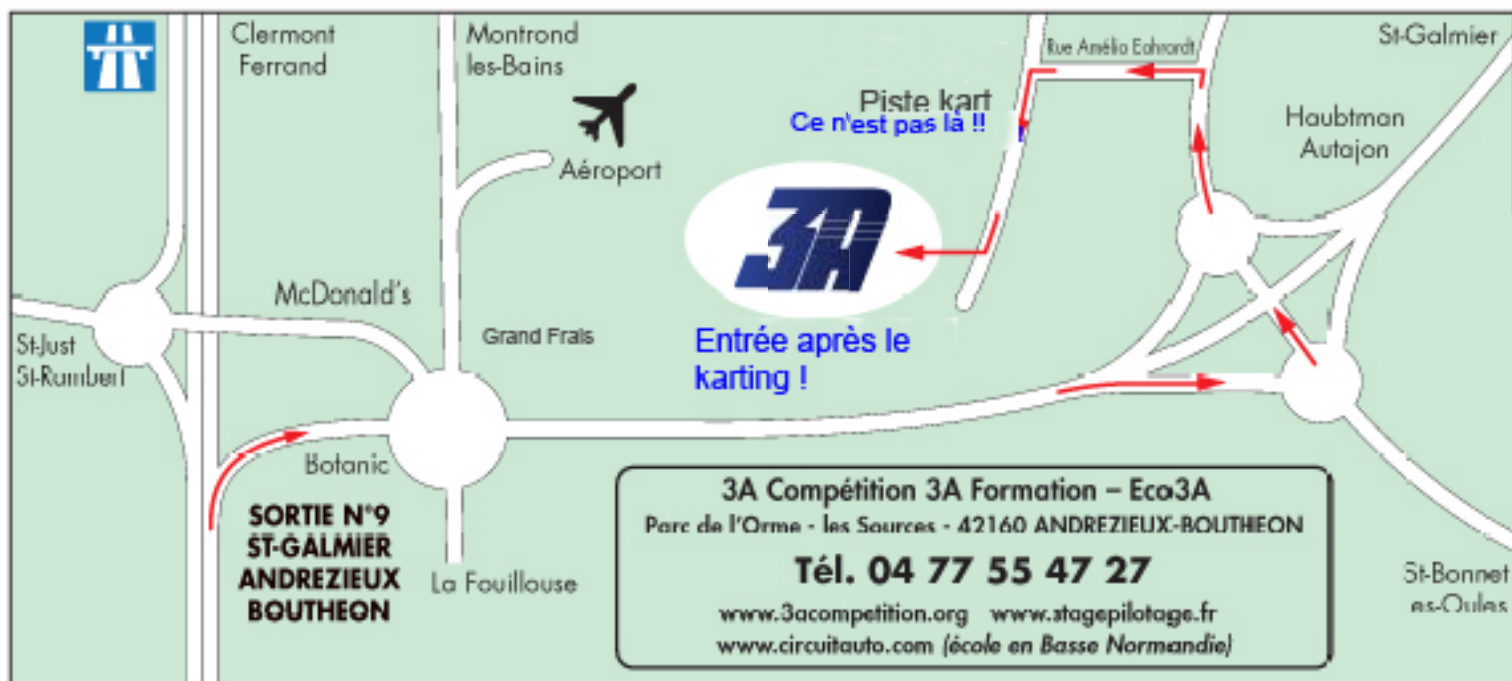 Clermont
Ferrand
Montrond
les-Bains
Aéroport
Piste kart
Ce n'est pas là !!
Rue Amélia Eahrardt
St-Galmier
Haubtman
Autajon
3A
Entrée après le
karting !
McDonald's
Grand Frais
St-Just
St-Rambert
Botanic
SORTIE N°9
ST-GALMIER
ANDREZIEUX
BOUTHEON
La Fouillouse
3A Compétition 3A Formation – Eco3A
Parc de l'Orme - les Sources - 42160 ANDREZIEUX-BOUTHEON
Tél. 04 77 55 47 27
www.3acompetition.org www.stagepilotage.fr
www.circuitauto.com (école en Basse Normandie)
St-Bonnet
es-Oules